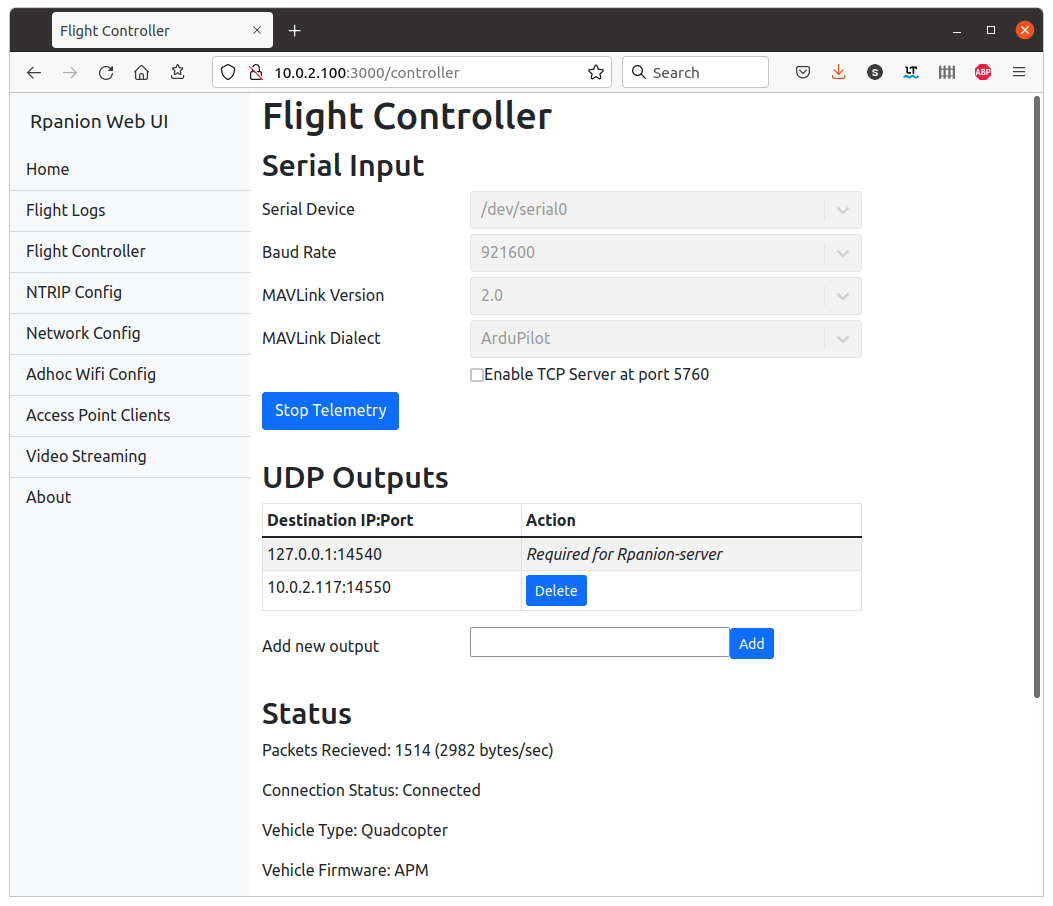 Flight Controller
10.0.2.100:3000/controller
Search
S
LT
ABP
Rpanion Web UI
Home
Flight Logs
Flight Controller
NTRIP Config
Network Config
Adhoc Wifi Config
Access Point Clients
Video Streaming
About
Flight Controller
Serial Input
Serial Device /dev/serial0
Baud Rate 921600
MAVLink Version 2.0
MAVLink Dialect ArduPilot
Enable TCP Server at port 5760
Stop Telemetry
UDP Outputs
Destination IP:Port Action
127.0.0.1:14540 Required for Rpanion-server
10.0.2.117:14550 Delete
Add new output Add
Status
Packets Recieved: 1514 (2982 bytes/sec)
Connection Status: Connected
Vehicle Type: Quadcopter
Vehicle Firmware: APM